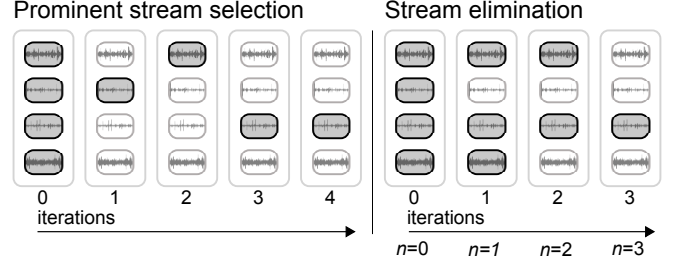 Prominent stream selection
0 1 2 3 4
iterations
Stream elimination
0 1 2 3
iterations
n=0 n=1 n=2 n=3